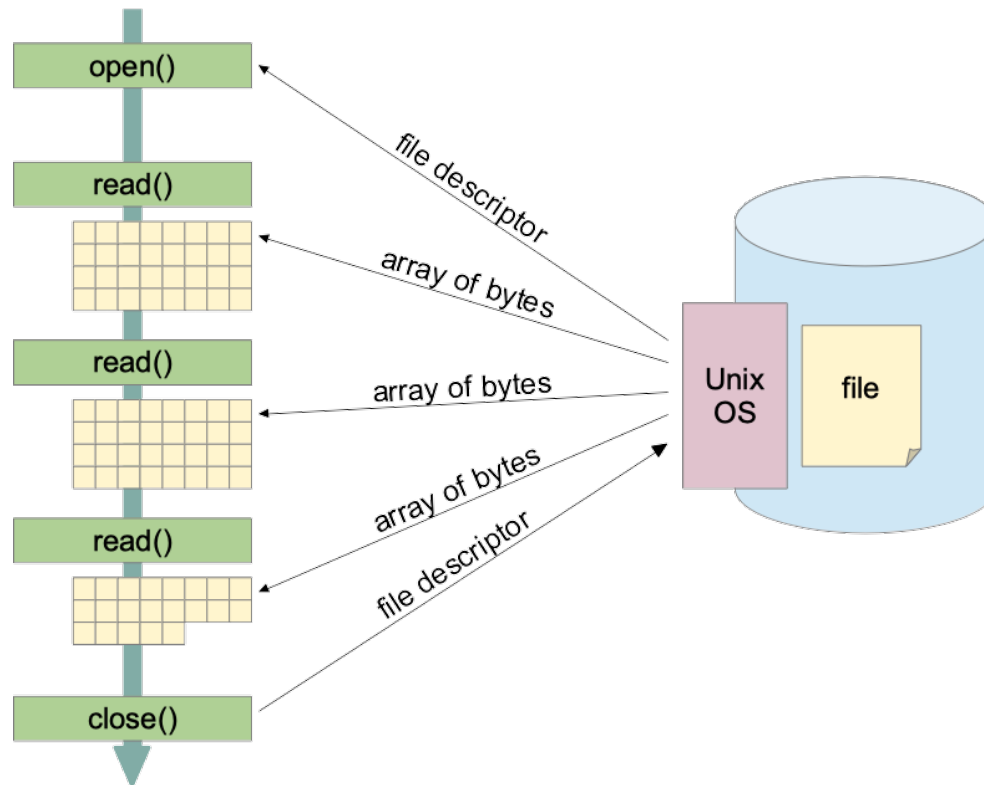 open()
file descriptor
read()
array of bytes
read()
array of bytes
Unix
OS
file
read()
array of bytes
file descriptor
close()